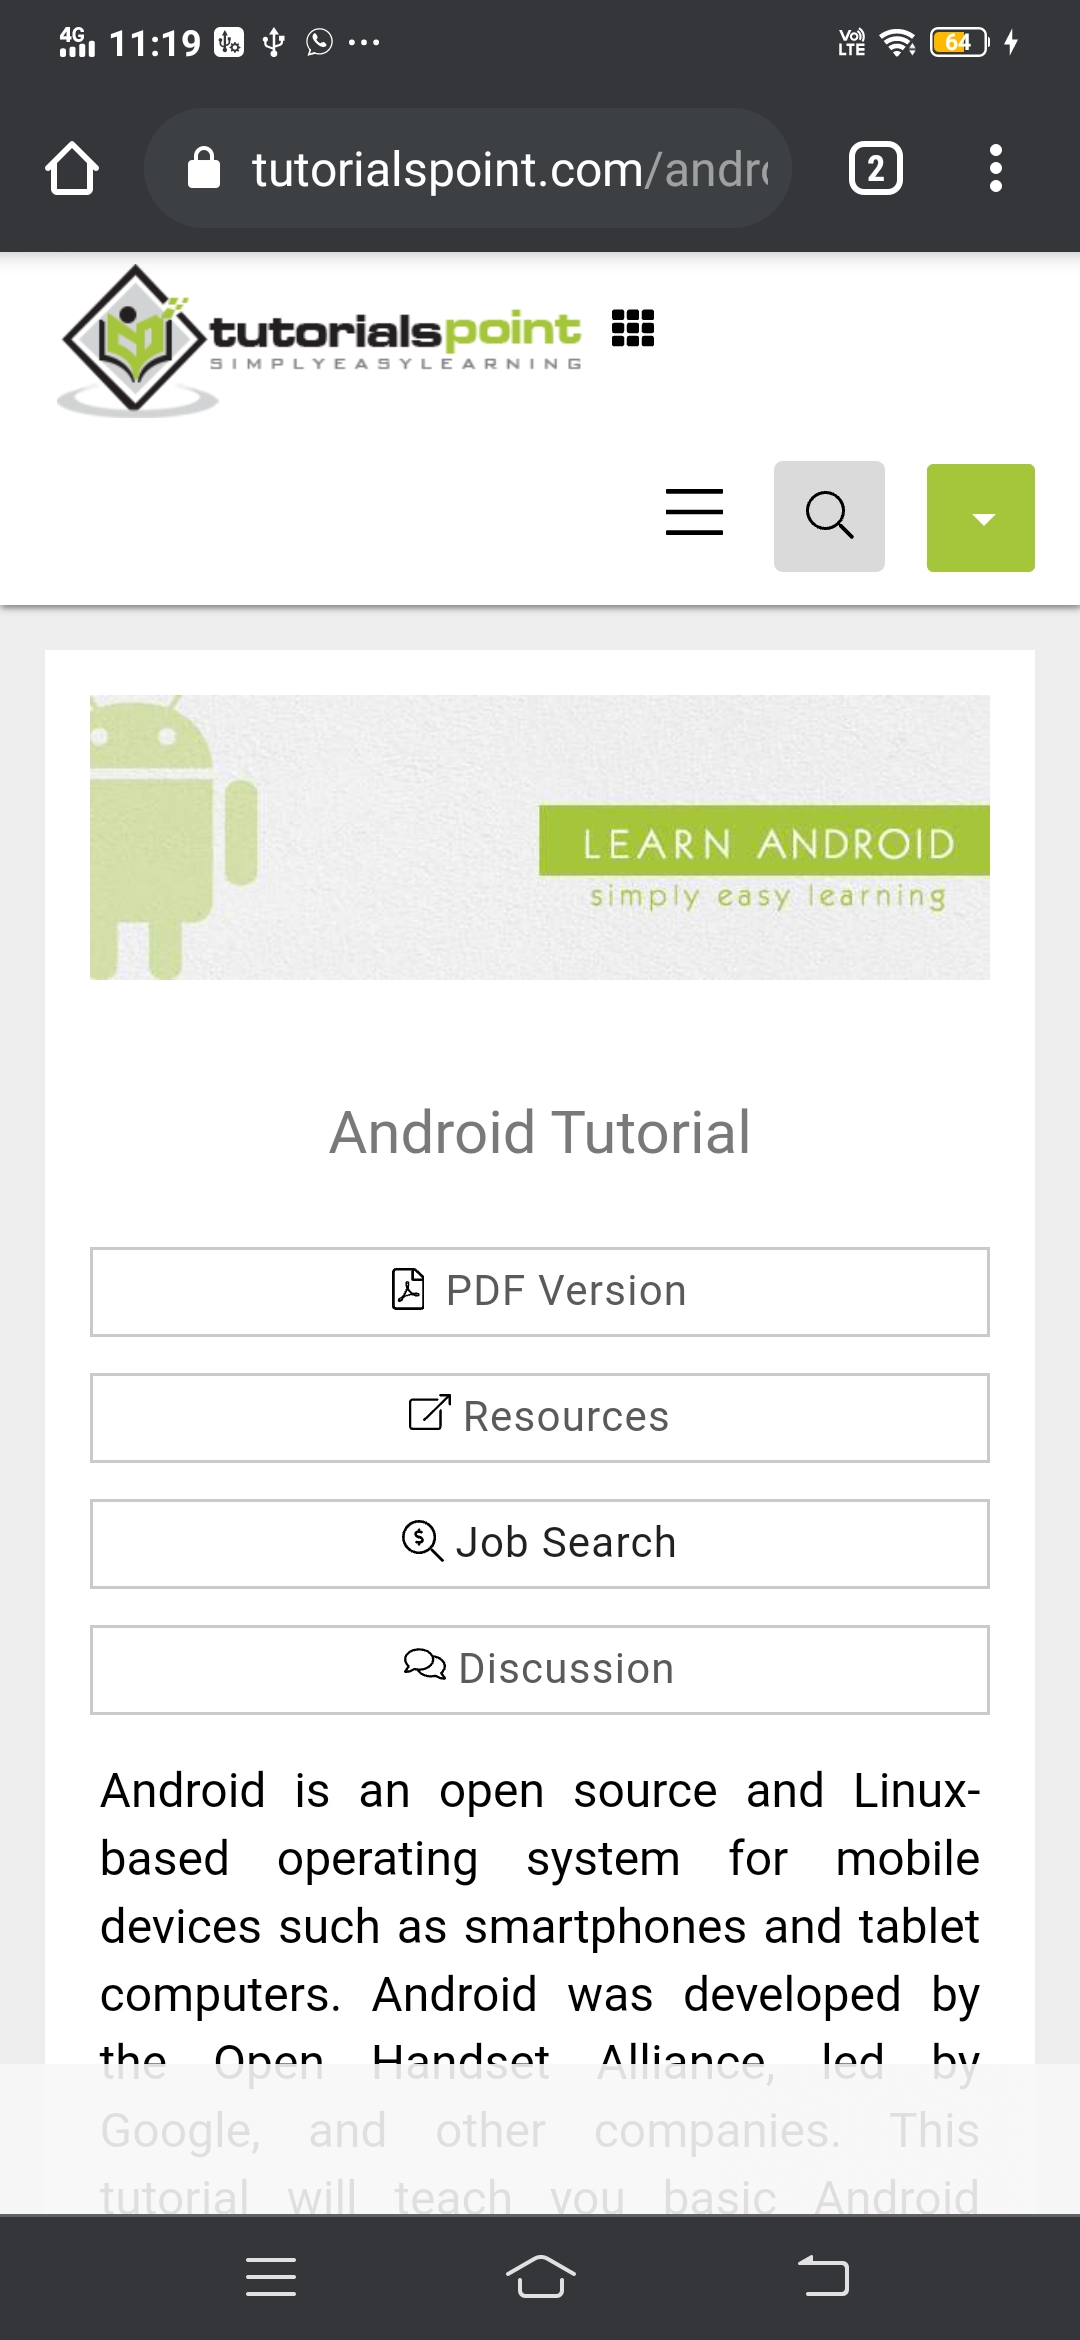 4G 11:19 Vo)) LTE 64
tutorialspoint.com/andr
2
tutorialspoint
SIMPLYEASYLEARNING
LEARN ANDROID
simply easy learning
Android Tutorial
PDF Version
Resources
Job Search
Discussion
Android is an open source and Linux-
based operating system for mobile
devices such as smartphones and tablet
computers. Android was developed by
the Open Handset Alliance, led by
Google, and other companies. This
tutorial will teach you basic Android